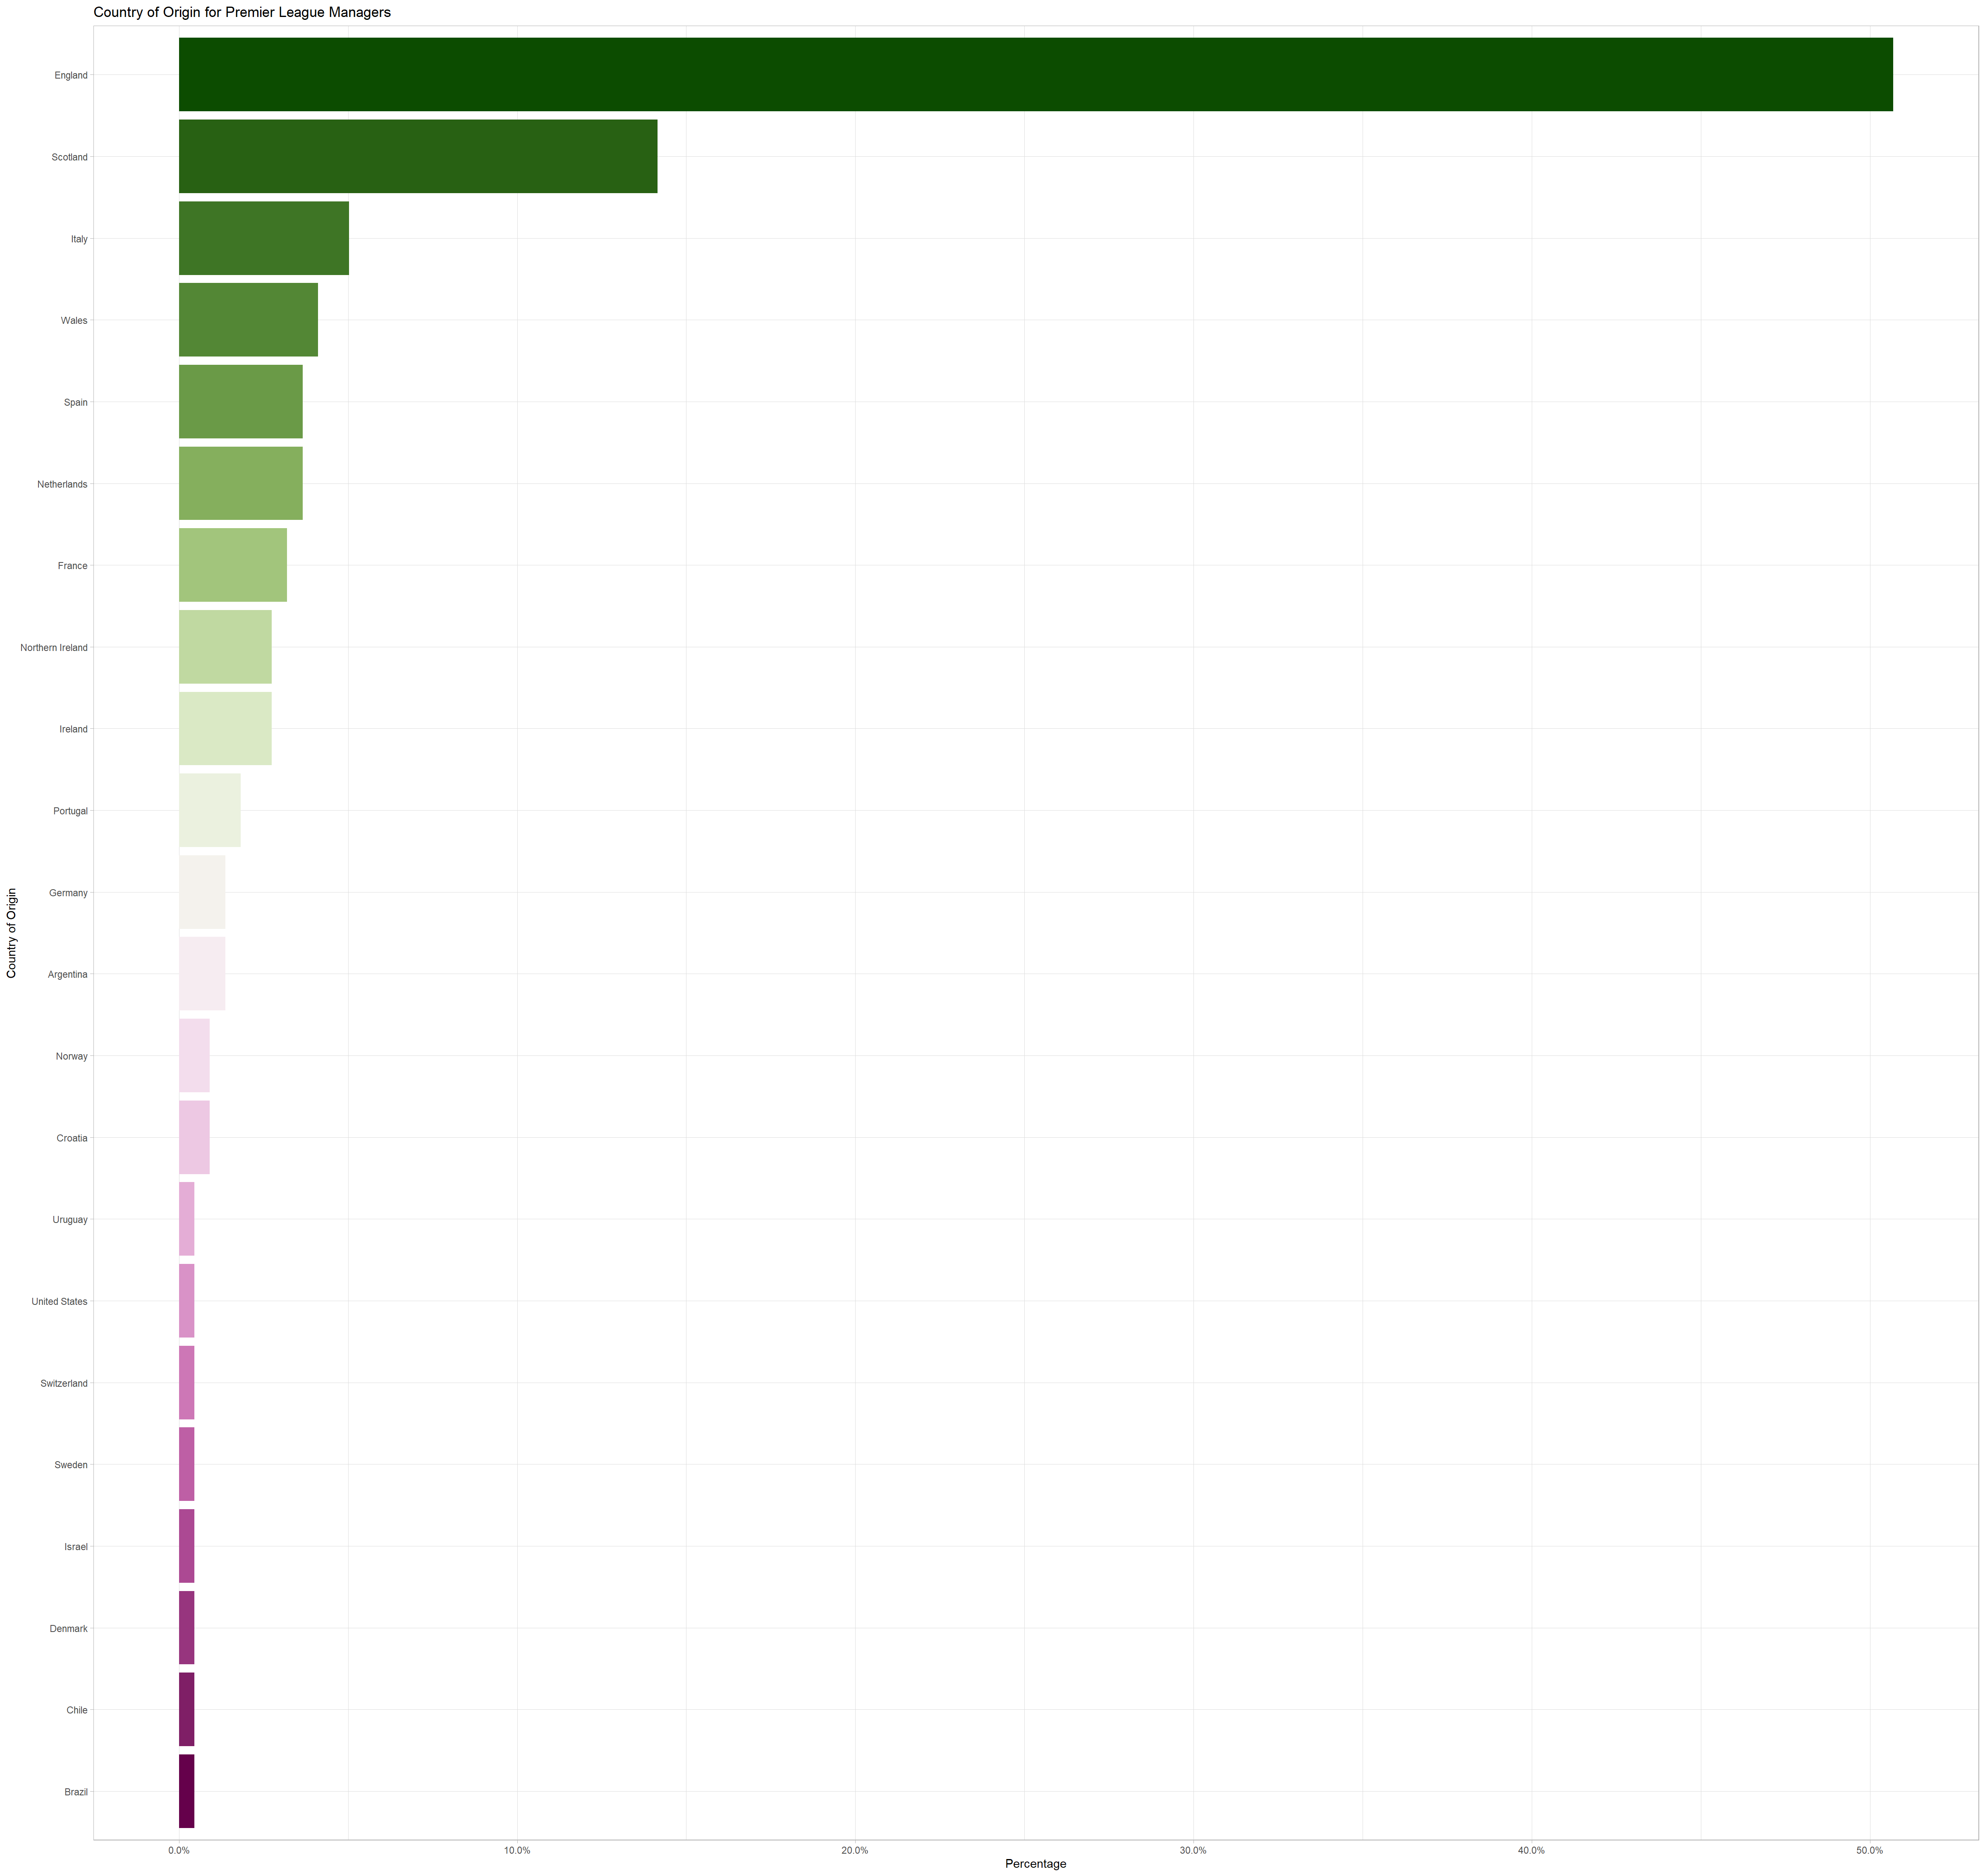 Country of Origin for Premier League Managers
England
Scotland
Italy
Wales
Spain
Netherlands
France
Northern Ireland
Ireland
Portugal
Germany
Argentina
Norway
Croatia
Uruguay
United States
Switzerland
Sweden
Israel
Denmark
Chile
Brazil
Country of Origin
0.0% 10.0% 20.0% 30.0% 40.0% 50.0%
Percentage